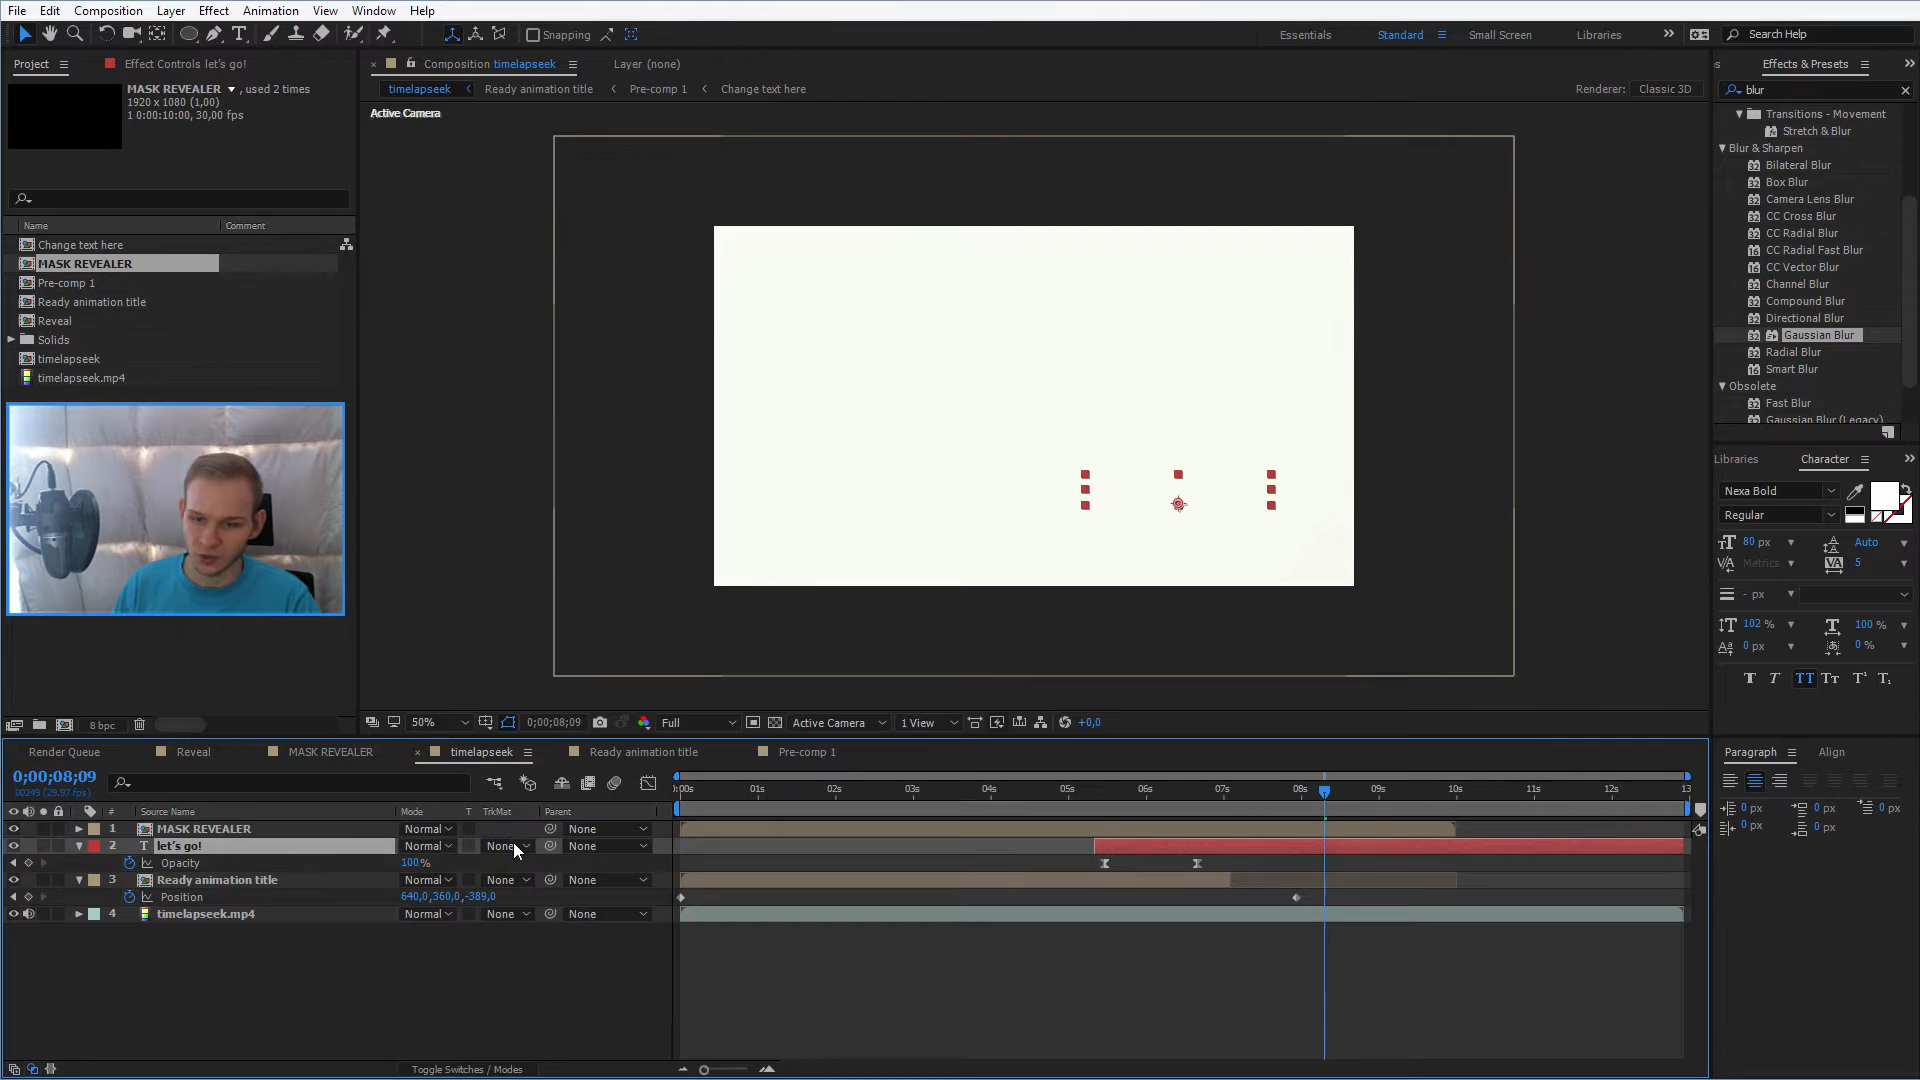 File Edit Composition Layer Effect Animation View Window Help
Snapping Essentials Standard Small Screen Libraries Search Help
Project Effect Controls let's go! Composition timelapseek Layer (none) Effects & Presets
MASK REVEALER , used 2 times
1920 x 1080 (1,00)
1 0:00:10:00, 30,00 fps
timelapseek Ready animation title Pre-comp 1 Change text here Renderer: Classic 3D
blur
Active Camera
Transitions - Movement
Stretch & Blur
Blur & Sharpen
Bilateral Blur
Box Blur
Camera Lens Blur
CC Cross Blur
CC Radial Blur
CC Radial Fast Blur
CC Vector Blur
Channel Blur
Compound Blur
Directional Blur
Gaussian Blur
Radial Blur
Smart Blur
Obsolete
Fast Blur
Gaussian Blur (Legacy)
Name Comment
Change text here
MASK REVEALER
Pre-comp 1
Ready animation title
Reveal
Solids
timelapseek
timelapseek.mp4
Libraries Character
Nexa Bold
Regular
80 px Auto
Metrics 5
- px
102 % 100 %
0 px 0 %
8 bpc
50% 0;00;08;09 Full Active Camera 1 View +0,0
Render Queue Reveal MASK REVEALER timelapseek Ready animation title Pre-comp 1
Paragraph Align
0;00;08;09
00249 (29.97 fps)
:00s 01s 02s 03s 04s 05s 06s 07s 08s 09s 10s 11s 12s 13
# Source Name Mode T TrkMat Parent
1 MASK REVEALER Normal None
2 let's go! Normal None None
Opacity 100%
3 Ready animation title Normal None None
Position 640,0,360,0,-389,0
4 timelapseek.mp4 Normal None None
0 px 0 px 0 px
0 px 0 px
Toggle Switches / Modes